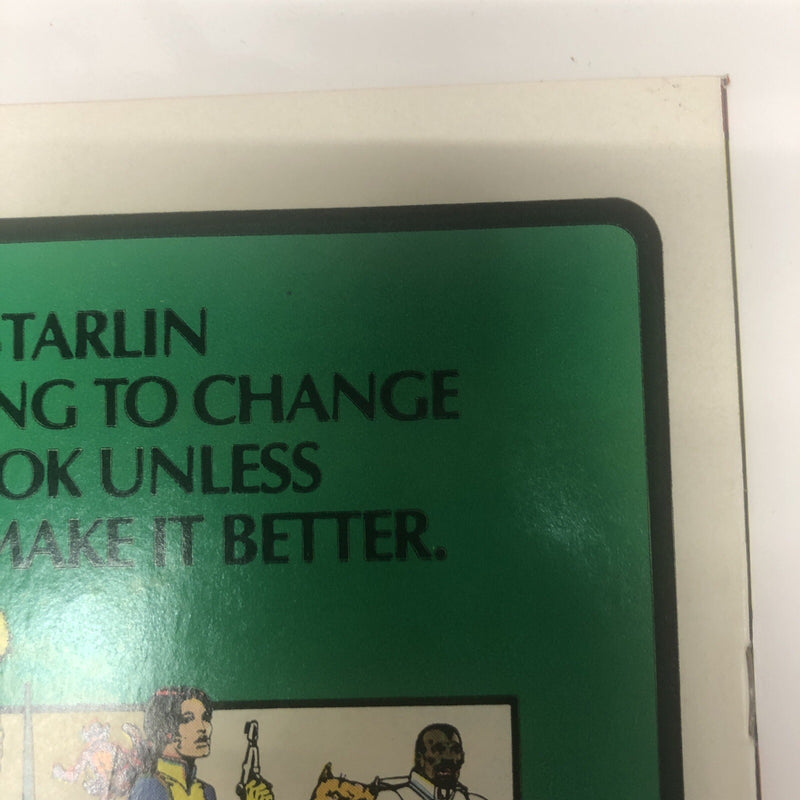 STARLIN
NG TO CHANGE
OK UNLESS
MAKE IT BETTER.